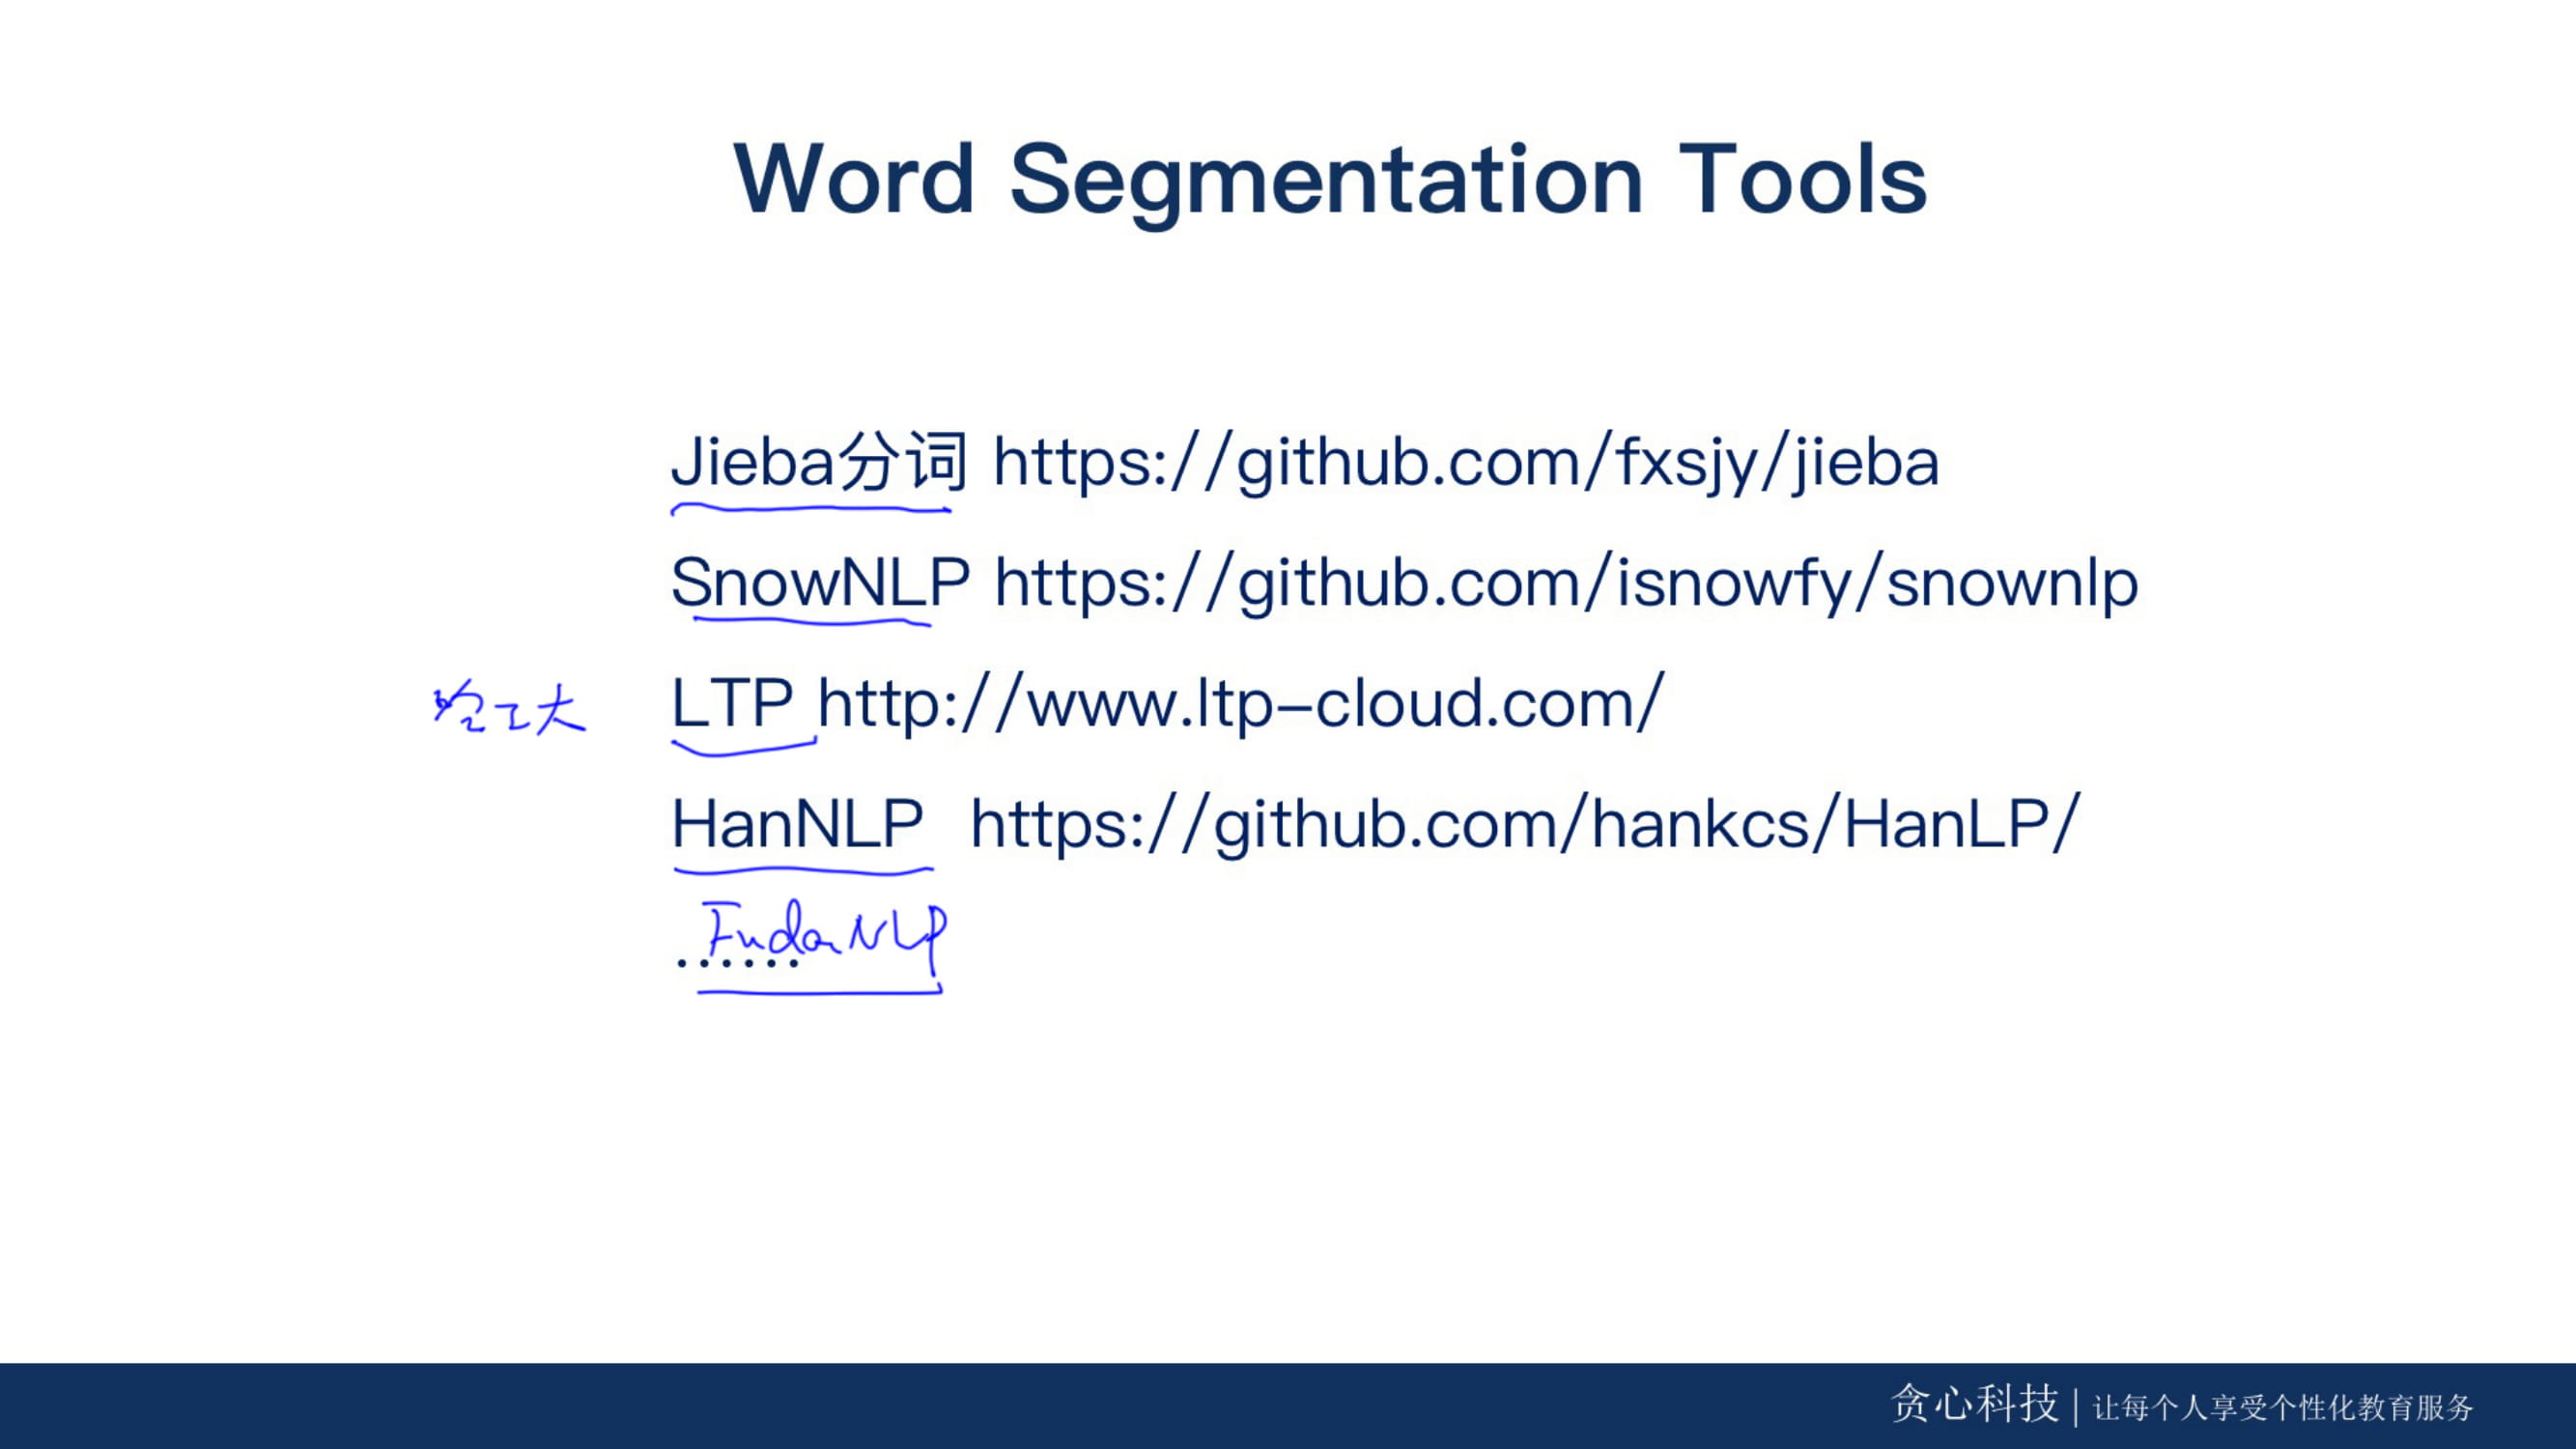 Word Segmentation Tools
Jieba分词 https://github.com/fxsjy/jieba
SnowNLP https://github.com/isnowfy/snownlp
哈工大 LTP http://www.ltp-cloud.com/
HanNLP https://github.com/hankcs/HanLP/
FudanNLP
......
贪心科技 | 让每个人享受个性化教育服务